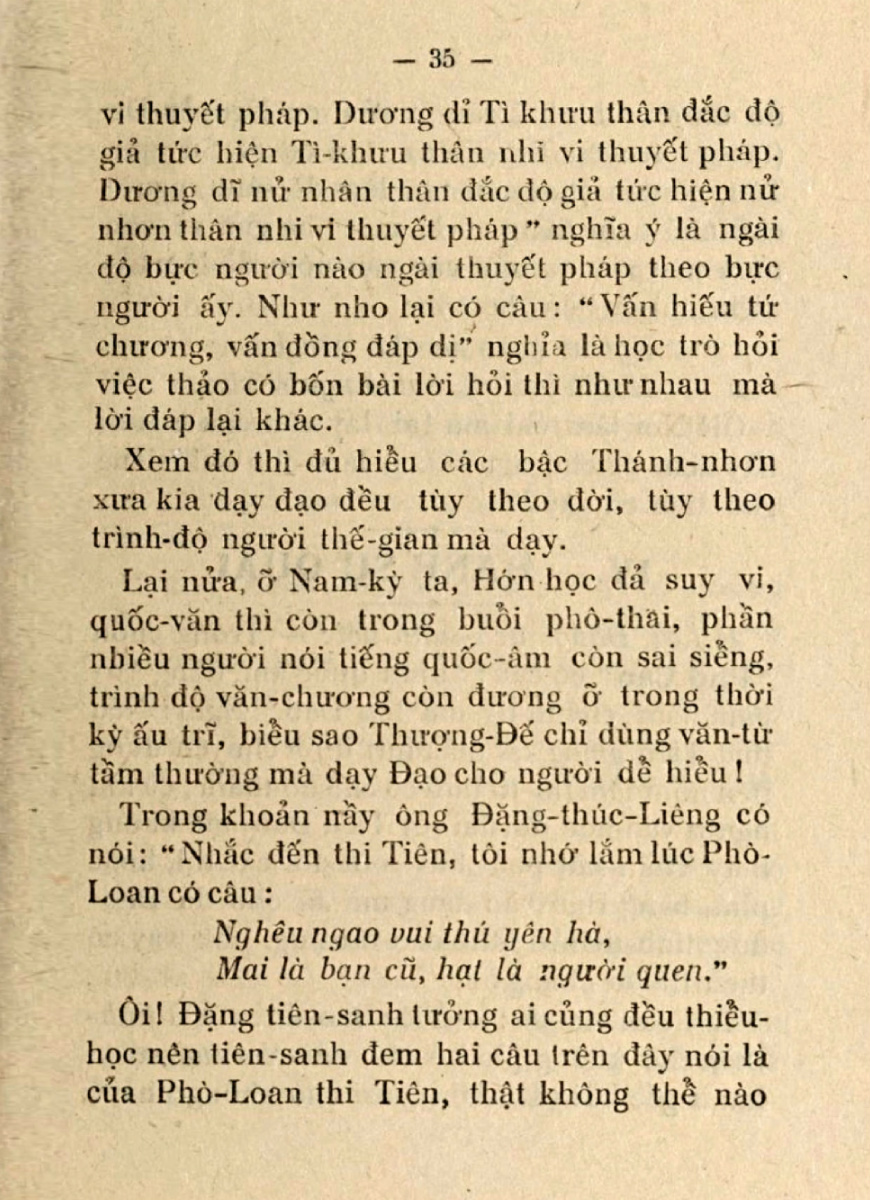 — 35 —
vi thuyết pháp. Dương dỉ Tì khưu thân đắc độ
giả tức hiện Tì-khưu thân nhi vi thuyết pháp.
Dương dĩ nử nhân thân đắc độ giả tức hiện nử
nhơn thân nhi vi thuyết pháp” nghĩa ý là ngài
độ bực người nào ngài thuyết pháp theo bực
người ấy. Như nho lại có câu: “Vấn hiếu tứ
chương, vấn đồng đáp dị” nghỉa là học trò hỏi
việc thảo có bốn bài lời hỏi thì như nhau mà
lời đáp lại khác.
Xem đó thì đủ hiểu các bậc Thánh-nhơn
xưa kia dạy đạo đều tùy theo đời, tùy theo
trình-độ người thế-gian mà dạy.
Lại nửa, ỡ Nam-kỳ ta, Hớn học đả suy vi,
quốc-văn thì còn trong buổi phô-thai, phần
nhiều người nói tiếng quốc-âm còn sai siểng,
trình độ văn-chương còn đương ỡ trong thời
kỳ ấu trĩ, biểu sao Thượng-Đế chỉ dùng văn-từ
tầm thường mà dạy Đạo cho người dể hiểu !
Trong khoản nầy ông Đặng-thúc-Liêng có
nói: “Nhắc đến thi Tiên, tôi nhớ lắm lúc Phò-
Loan có câu :
Nghêu ngao vui thú yên hà,
Mai là bạn cũ, hạt là người quen.”
Ôi! Đặng tiên-sanh tưởng ai củng đều thiểu-
học nên tiên-sanh đem hai câu trên đây nói là
của Phò-Loan thi Tiên, thật không thể nào